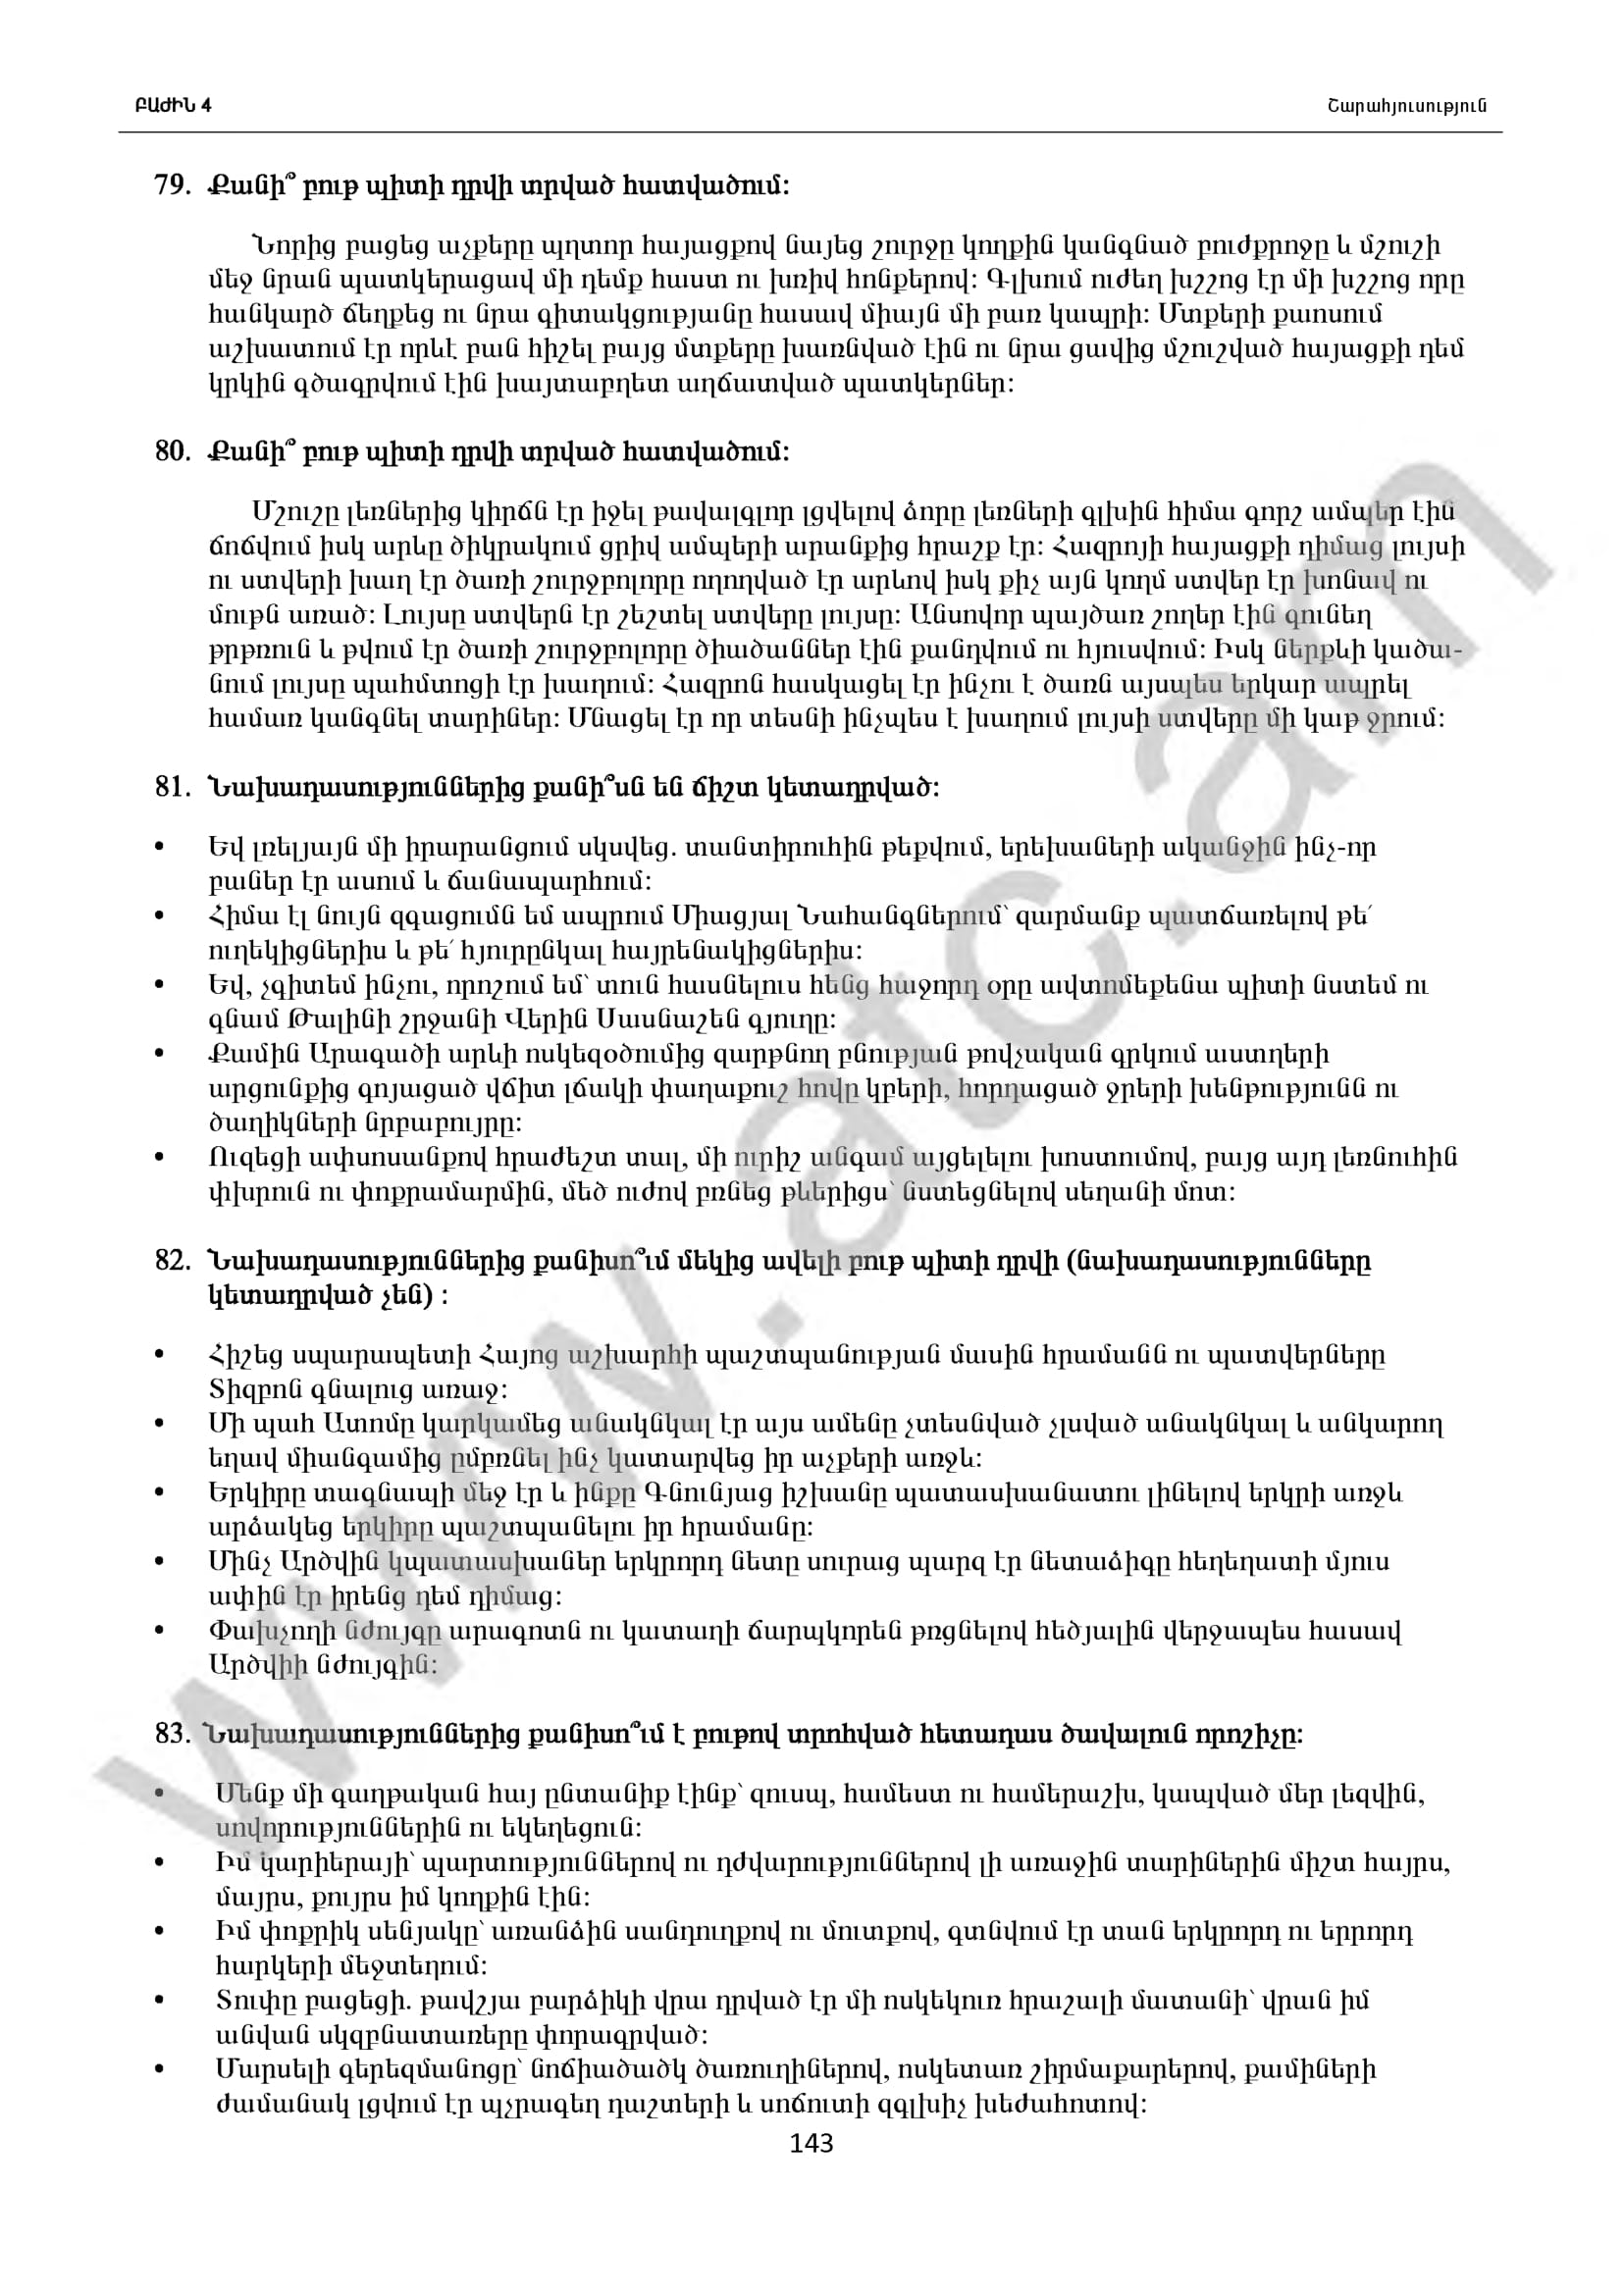 ԲԱԺԻՆ 4
Շարահյուսություն
79. Քանի՞ բութ պիտի դրվի տրված հատվածում:
Նորից բացեց աչքերը պղտոր հայացքով նայեց շուրջը կողքին կանգնած բուժքրոջը և մշուշի
մեջ նրան պատկերացավ մի դեմք հաստ ու խռիվ հոնքերով: Գլխում ուժեղ խշշոց էր մի խշշոց որը
հանկարծ ճեղքեց ու նրա գիտակցությանը հասավ միայն մի բառ կապրի: Մտքերի քաոսում
աշխատում էր որևէ բան հիշել բայց մտքերը խառնված էին ու նրա ցավից մշուշված հայացքի դեմ
կրկին գծագրվում էին խայտաբղետ աղճատված պատկերներ:
80. Քանի՞ բութ պիտի դրվի տրված հատվածում:
Մշուշը լեռներից կիրճն էր իջել թավալգլոր լցվելով ձորը լեռների գլխին հիմա գորշ ամպեր էին
ճոճվում իսկ արևը ծիկրակում ցրիվ ամպերի արանքից հրաշք էր: Հազրոյի հայացքի դիմաց լույսի
ու ստվերի խաղ էր ծառի շուրջբոլորը ողողված էր արևով իսկ քիչ այն կողմ ստվեր էր խոնավ ու
մութն առած: Լույսը ստվերն էր շեշտել ստվերը լույսը: Անսովոր պայծառ շողեր էին գունեղ
թրթռուն և թվում էր ծառի շուրջբոլորը ծիածաններ էին քանդվում ու հյուսվում: Իսկ ներքևի կածա-
նում լույսը պահմտոցի էր խաղում: Հազրոն հասկացել էր ինչու է ծառն այսպես երկար ապրել
համառ կանգնել տարիներ: Մնացել էր որ տեսնի ինչպես է խաղում լույսի ստվերը մի կաթ ջրում:
81. Նախադասություններից քանի՞սն են ճիշտ կետադրված:
• Եվ լռելյայն մի իրարանցում սկսվեց. տանտիրուհին թեքվում, երեխաների ականջին ինչ-որ
բաներ էր ասում և ճանապարհում:
• Հիմա էլ նույն զգացումն եմ ապրում Միացյալ Նահանգներում՝ զարմանք պատճառելով թե՛
ուղեկիցներիս և թե՛ հյուրընկալ հայրենակիցներիս:
• Եվ, չգիտեմ ինչու, որոշում եմ՝ տուն հասնելուս հենց հաջորդ օրը ավտոմեքենա պիտի նստեմ ու
գնամ Թալինի շրջանի Վերին Սասնաշեն գյուղը:
• Քամին Արագածի արևի ոսկեզօծումից զարթնող բնության թովչական գրկում աստղերի
արցունքից գոյացած վճիտ լճակի փաղաքուշ հովը կբերի, հորդացած ջրերի խենթությունն ու
ծաղիկների նրբաբույրը:
• Ուզեցի ափսոսանքով հրաժեշտ տալ, մի ուրիշ անգամ այցելելու խոստումով, բայց այդ լեռնուհին
փխրուն ու փոքրամարմին, մեծ ուժով բռնեց թևերիցս՝ նստեցնելով սեղանի մոտ:
82. Նախադասություններից քանիսո՞ւմ մեկից ավելի բութ պիտի դրվի (նախադասությունները
կետադրված չեն) :
• Հիշեց սպարապետի Հայոց աշխարհի պաշտպանության մասին հրամանն ու պատվերները
Տիզբոն գնալուց առաջ:
• Մի պահ Ատոմը կարկամեց անակնկալ էր այս ամենը չտեսնված չլսված անակնկալ և անկարող
եղավ միանգամից ըմբռնել ինչ կատարվեց իր աչքերի առջև:
• Երկիրը տագնապի մեջ էր և ինքը Գնունյաց իշխանը պատասխանատու լինելով երկրի առջև
արձակեց երկիրը պաշտպանելու իր հրամանը:
• Մինչ Արծվին կպատասխաներ երկրորդ նետը սուրաց պարզ էր նետաձիգը հեղեղատի մյուս
ափին էր իրենց դեմ դիմաց:
• Փախչողի նժույգը արագոտն ու կատաղի ճարպկորեն թռցնելով հեծյալին վերջապես հասավ
Արծվիի նժույգին:
83. Նախադասություններից քանիսո՞ւմ է բութով տրոհված հետադաս ծավալուն որոշիչը:
• Մենք մի գաղթական հայ ընտանիք էինք՝ զուսպ, համեստ ու համերաշխ, կապված մեր լեզվին,
սովորություններին ու եկեղեցուն:
• Իմ կարիերայի՝ պարտություններով ու դժվարություններով լի առաջին տարիներին միշտ հայրս,
մայրս, քույրս իմ կողքին էին:
• Իմ փոքրիկ սենյակը՝ առանձին սանդուղքով ու մուտքով, գտնվում էր տան երկրորդ ու երրորդ
հարկերի մեջտեղում:
• Տուփը բացեցի. թավշյա բարձիկի վրա դրված էր մի ոսկեկուռ հրաշալի մատանի՝ վրան իմ
անվան սկզբնատառերը փորագրված:
• Մարսելի գերեզմանոցը՝ նոճիածածկ ծառուղիներով, ոսկետառ շիրմաքարերով, քամիների
ժամանակ լցվում էր պչրագեղ դաշտերի և սոճուտի զգլխիչ խեժահոտով:
143
www.atc.am